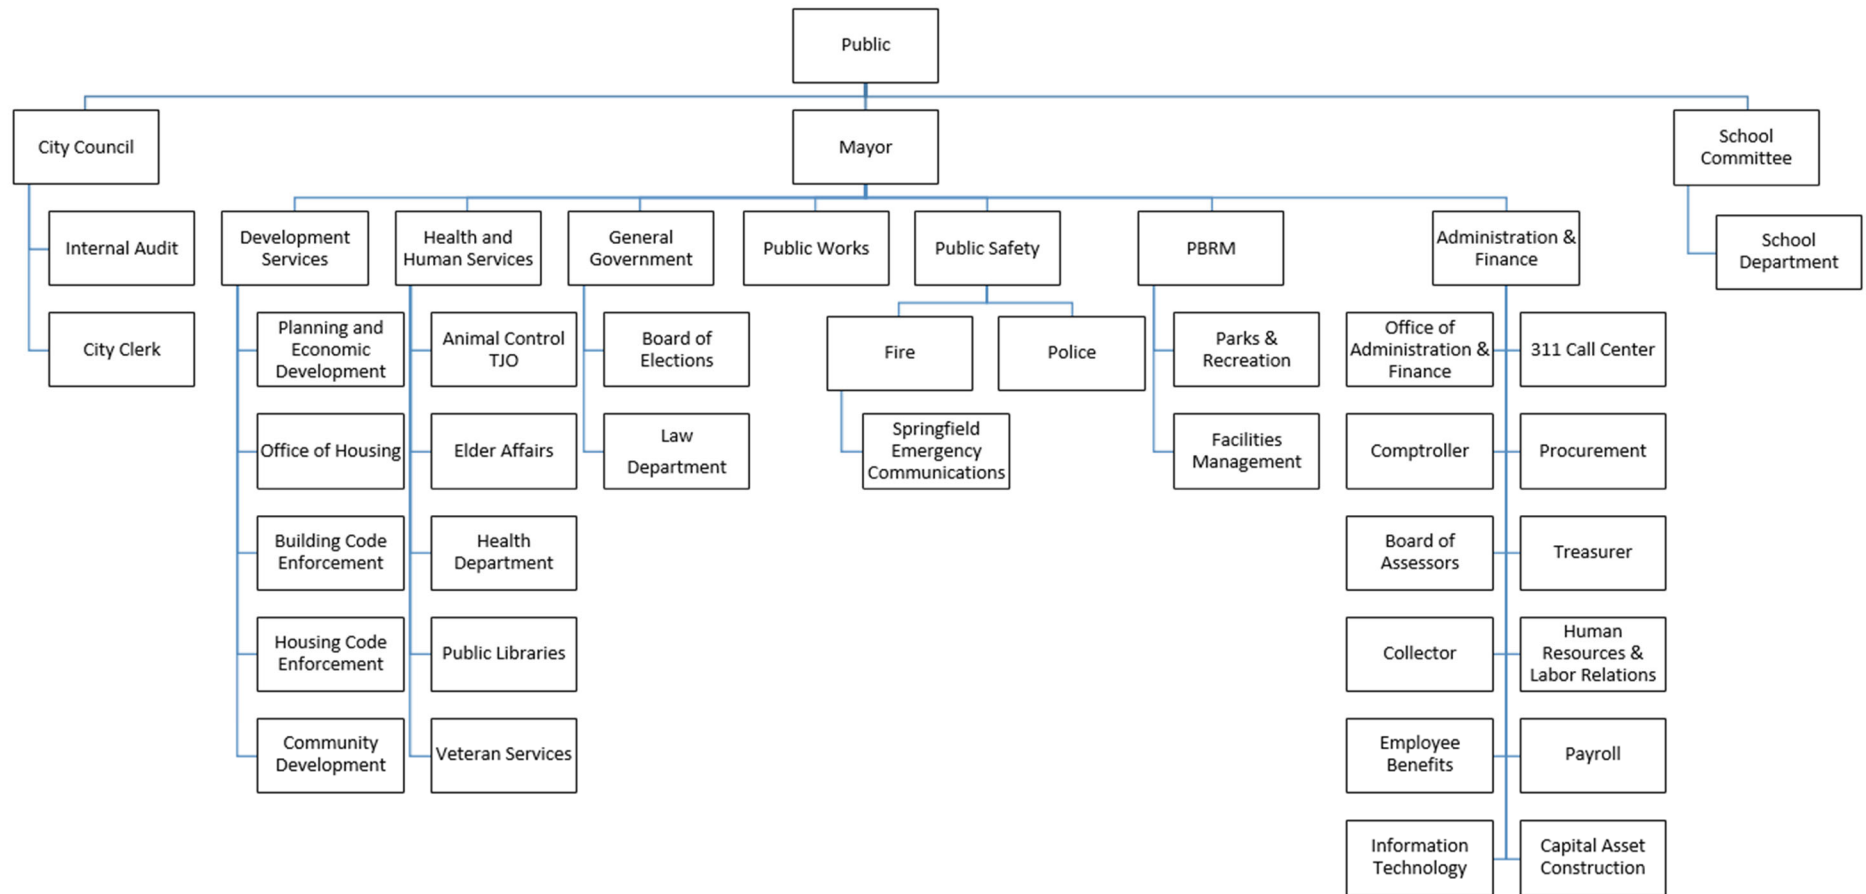 Public
City Council
Mayor
School
Committee
Internal Audit
City Clerk
Development
Services
Planning and
Economic
Development
Office of Housing
Building Code
Enforcement
Housing Code
Enforcement
Community
Development
Health and
Human Services
Animal Control
TJO
Elder Affairs
Health
Department
Public Libraries
Veteran Services
General
Government
Board of
Elections
Law
Department
Public Works
Public Safety
Fire
Springfield
Emergency
Communications
Police
PBRM
Parks &
Recreation
Facilities
Management
Administration &
Finance
Office of
Administration &
Finance
311 Call Center
Comptroller
Procurement
Board of
Assessors
Treasurer
Collector
Human
Resources &
Labor Relations
Employee
Benefits
Payroll
Information
Technology
Capital Asset
Construction
School
Department